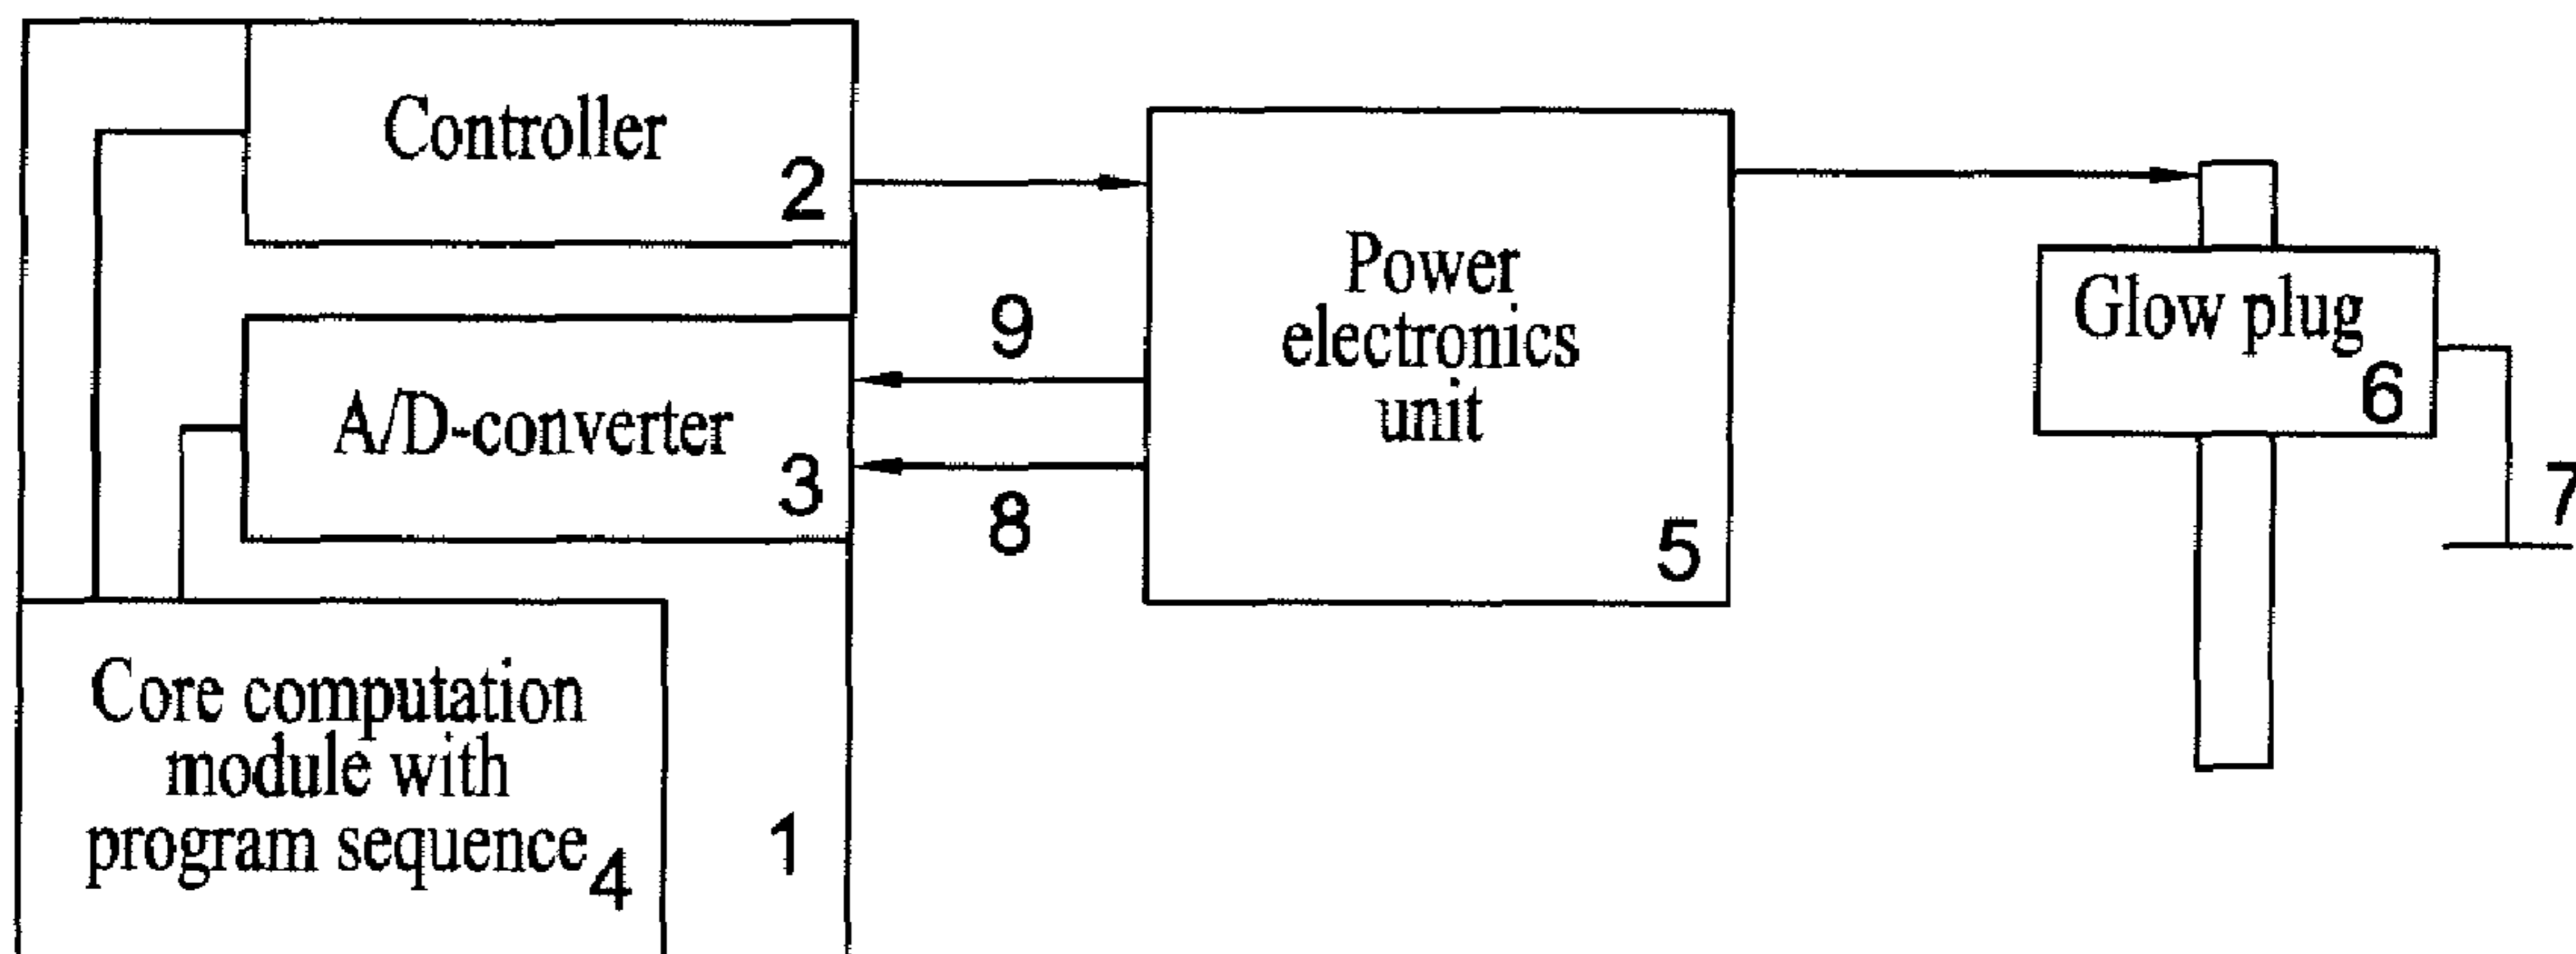 Controller
2
A/D-converter
3
Core computation
module with
program sequence
4
1
9
8
Power
electronics
unit
5
Glow plug
6
7